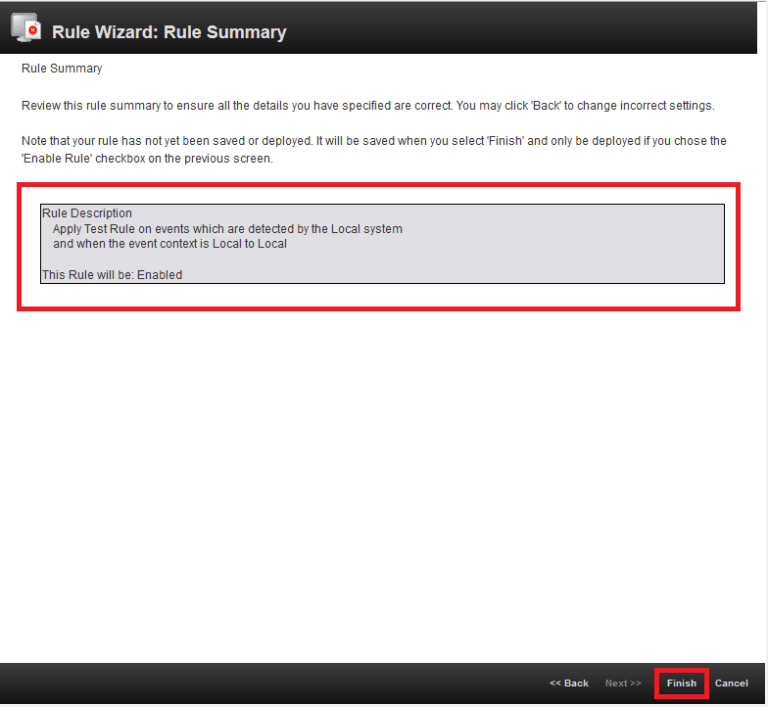 Rule Wizard: Rule Summary
Rule Summary
Review this rule summary to ensure all the details you have specified are correct. You may click 'Back' to change incorrect settings.
Note that your rule has not yet been saved or deployed. It will be saved when you select 'Finish' and only be deployed if you chose the
'Enable Rule' checkbox on the previous screen.
Rule Description
Apply Test Rule on events which are detected by the Local system
and when the event context is Local to Local
This Rule will be: Enabled
<< Back Next >> Finish Cancel